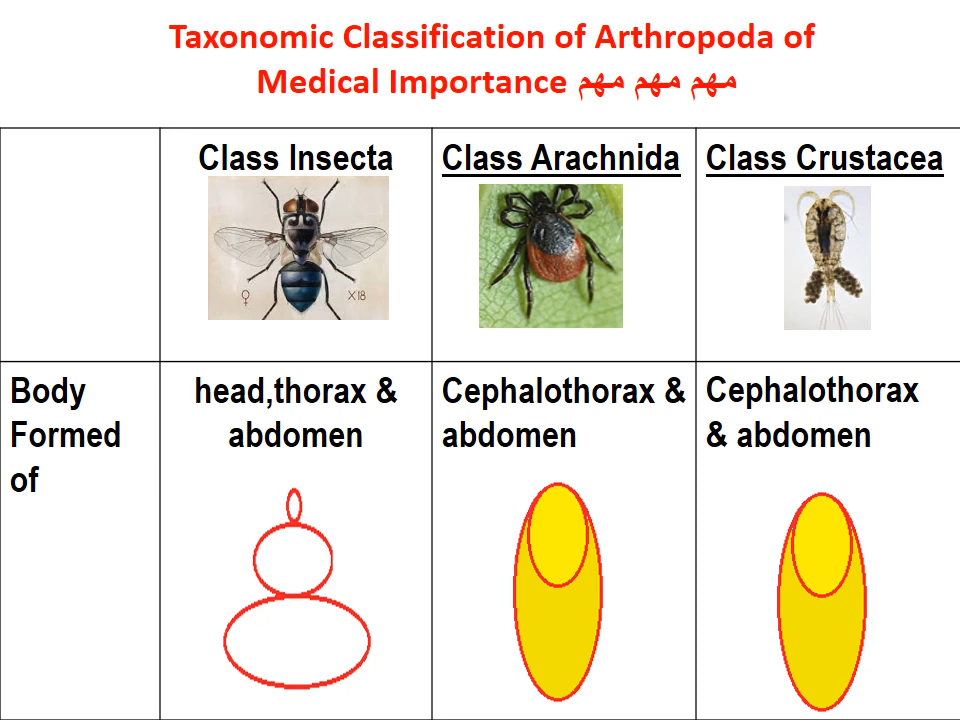 Taxonomic Classification of Arthropoda of
Medical Importance مهم مهم مهم
Class Insecta
Class Arachnida
Class Crustacea
♀ X18
Body
Formed
of
head,thorax &
abdomen
Cephalothorax &
abdomen
Cephalothorax
& abdomen